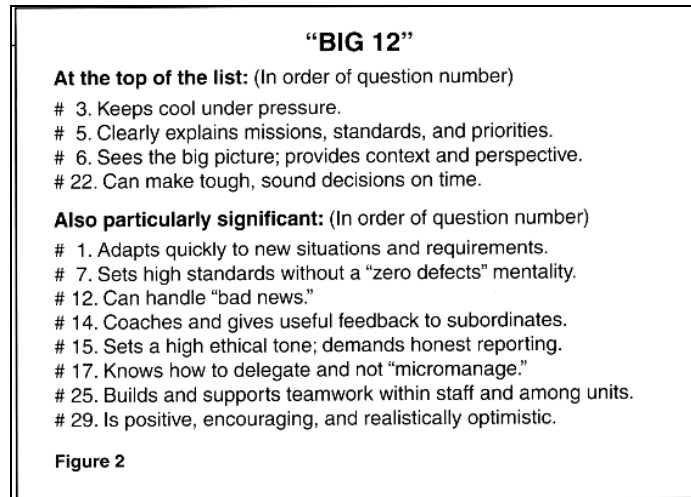 “BIG 12”
At the top of the list: (In order of question number)
# 3. Keeps cool under pressure.
# 5. Clearly explains missions, standards, and priorities.
# 6. Sees the big picture; provides context and perspective.
# 22. Can make tough, sound decisions on time.
Also particularly significant: (In order of question number)
# 1. Adapts quickly to new situations and requirements.
# 7. Sets high standards without a “zero defects” mentality.
# 12. Can handle “bad news.”
# 14. Coaches and gives useful feedback to subordinates.
# 15. Sets a high ethical tone; demands honest reporting.
# 17. Knows how to delegate and not “micromanage.”
# 25. Builds and supports teamwork within staff and among units.
# 29. Is positive, encouraging, and realistically optimistic.
Figure 2